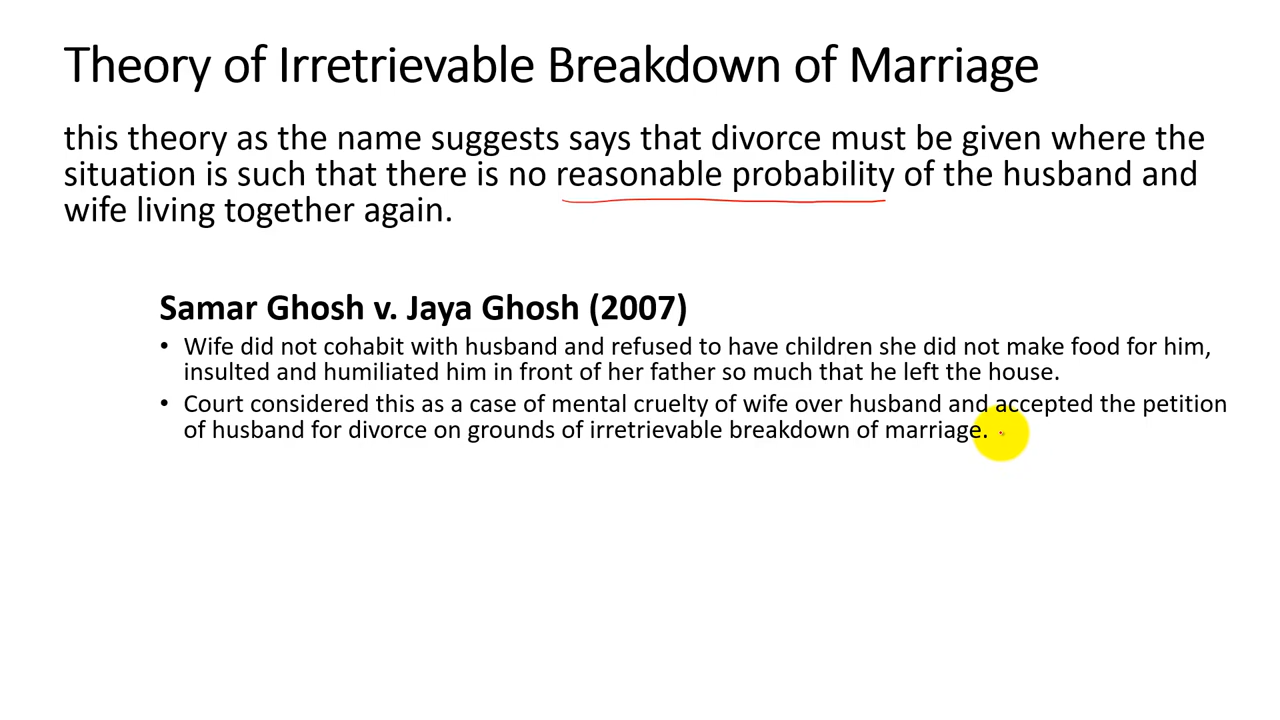 Theory of Irretrievable Breakdown of Marriage
this theory as the name suggests says that divorce must be given where the
situation is such that there is no reasonable probability of the husband and
wife living together again.
Samar Ghosh v. Jaya Ghosh (2007)
• Wife did not cohabit with husband and refused to have children she did not make food for him,
insulted and humiliated him in front of her father so much that he left the house.
• Court considered this as a case of mental cruelty of wife over husband and accepted the petition
of husband for divorce on grounds of irretrievable breakdown of marriage.